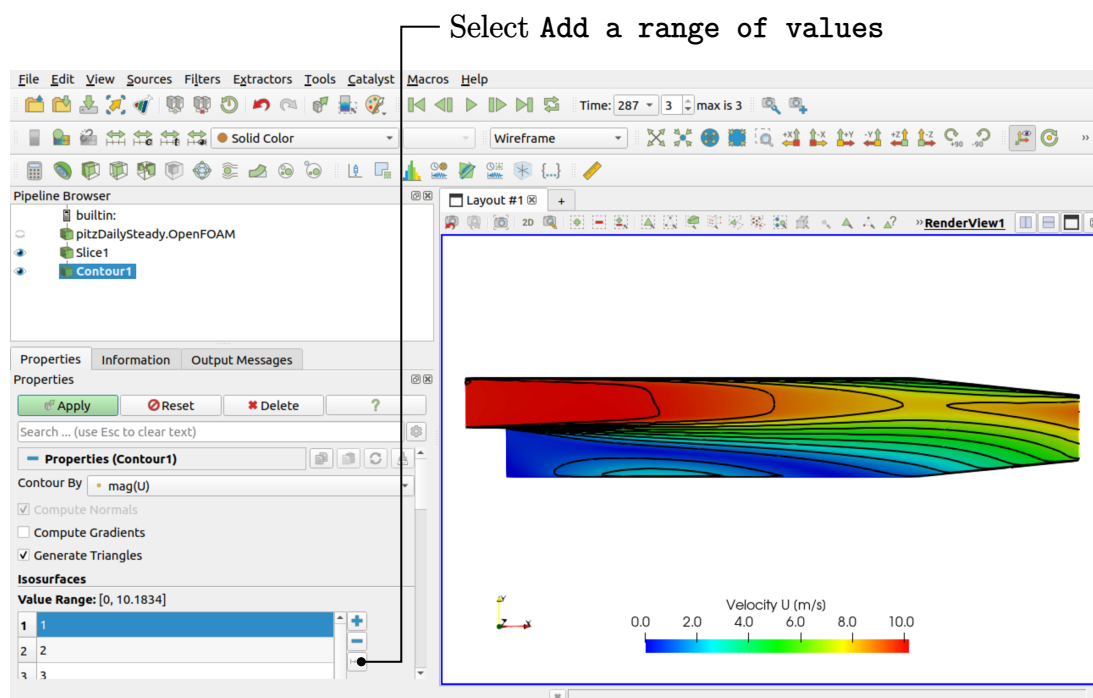 Select Add a range of values
File Edit View Sources Filters Extractors Tools Catalyst Macros Help
Time: 287 3 max is 3
Solid Color Wireframe
+90 -90 »
{...}
Pipeline Browser
Layout #1 +
builtin:
2D »RenderView1
pitzDailySteady.OpenFOAM
Slice1
Contour1
Properties Information Output Messages
Properties
Apply Reset Delete ?
Search ... (use Esc to clear text)
Properties (Contour1)
Contour By mag(U)
Compute Normals
Compute Gradients
Generate Triangles
Isosurfaces
Value Range: [0, 10.1834]
1 1
2 2
3 3
Y
Z X
Velocity U (m/s)
0.0 2.0 4.0 6.0 8.0 10.0